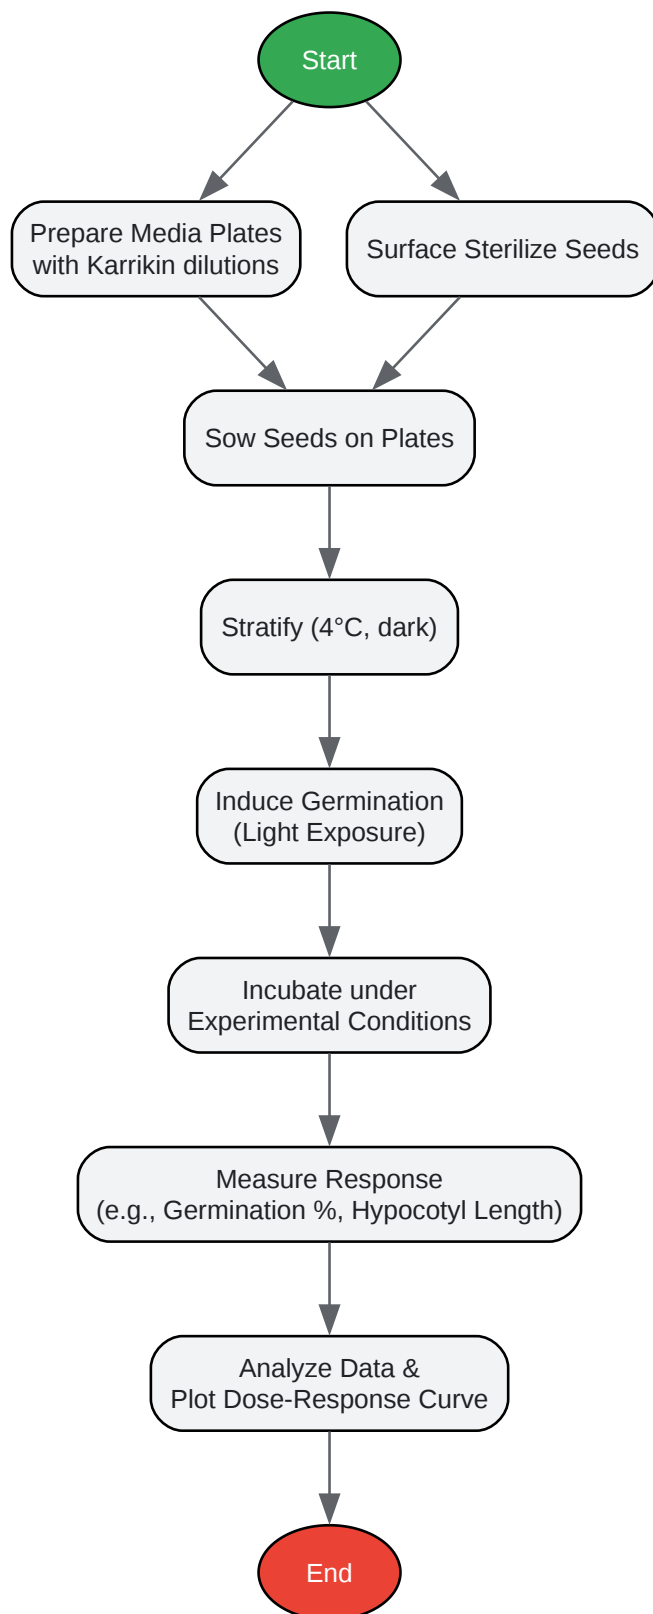 Start
Prepare Media Plates
with Karrikin dilutions
Surface Sterilize Seeds
Sow Seeds on Plates
Stratify (4°C, dark)
Induce Germination
(Light Exposure)
Incubate under
Experimental Conditions
Measure Response
(e.g., Germination %, Hypocotyl Length)
Analyze Data &
Plot Dose-Response Curve
End